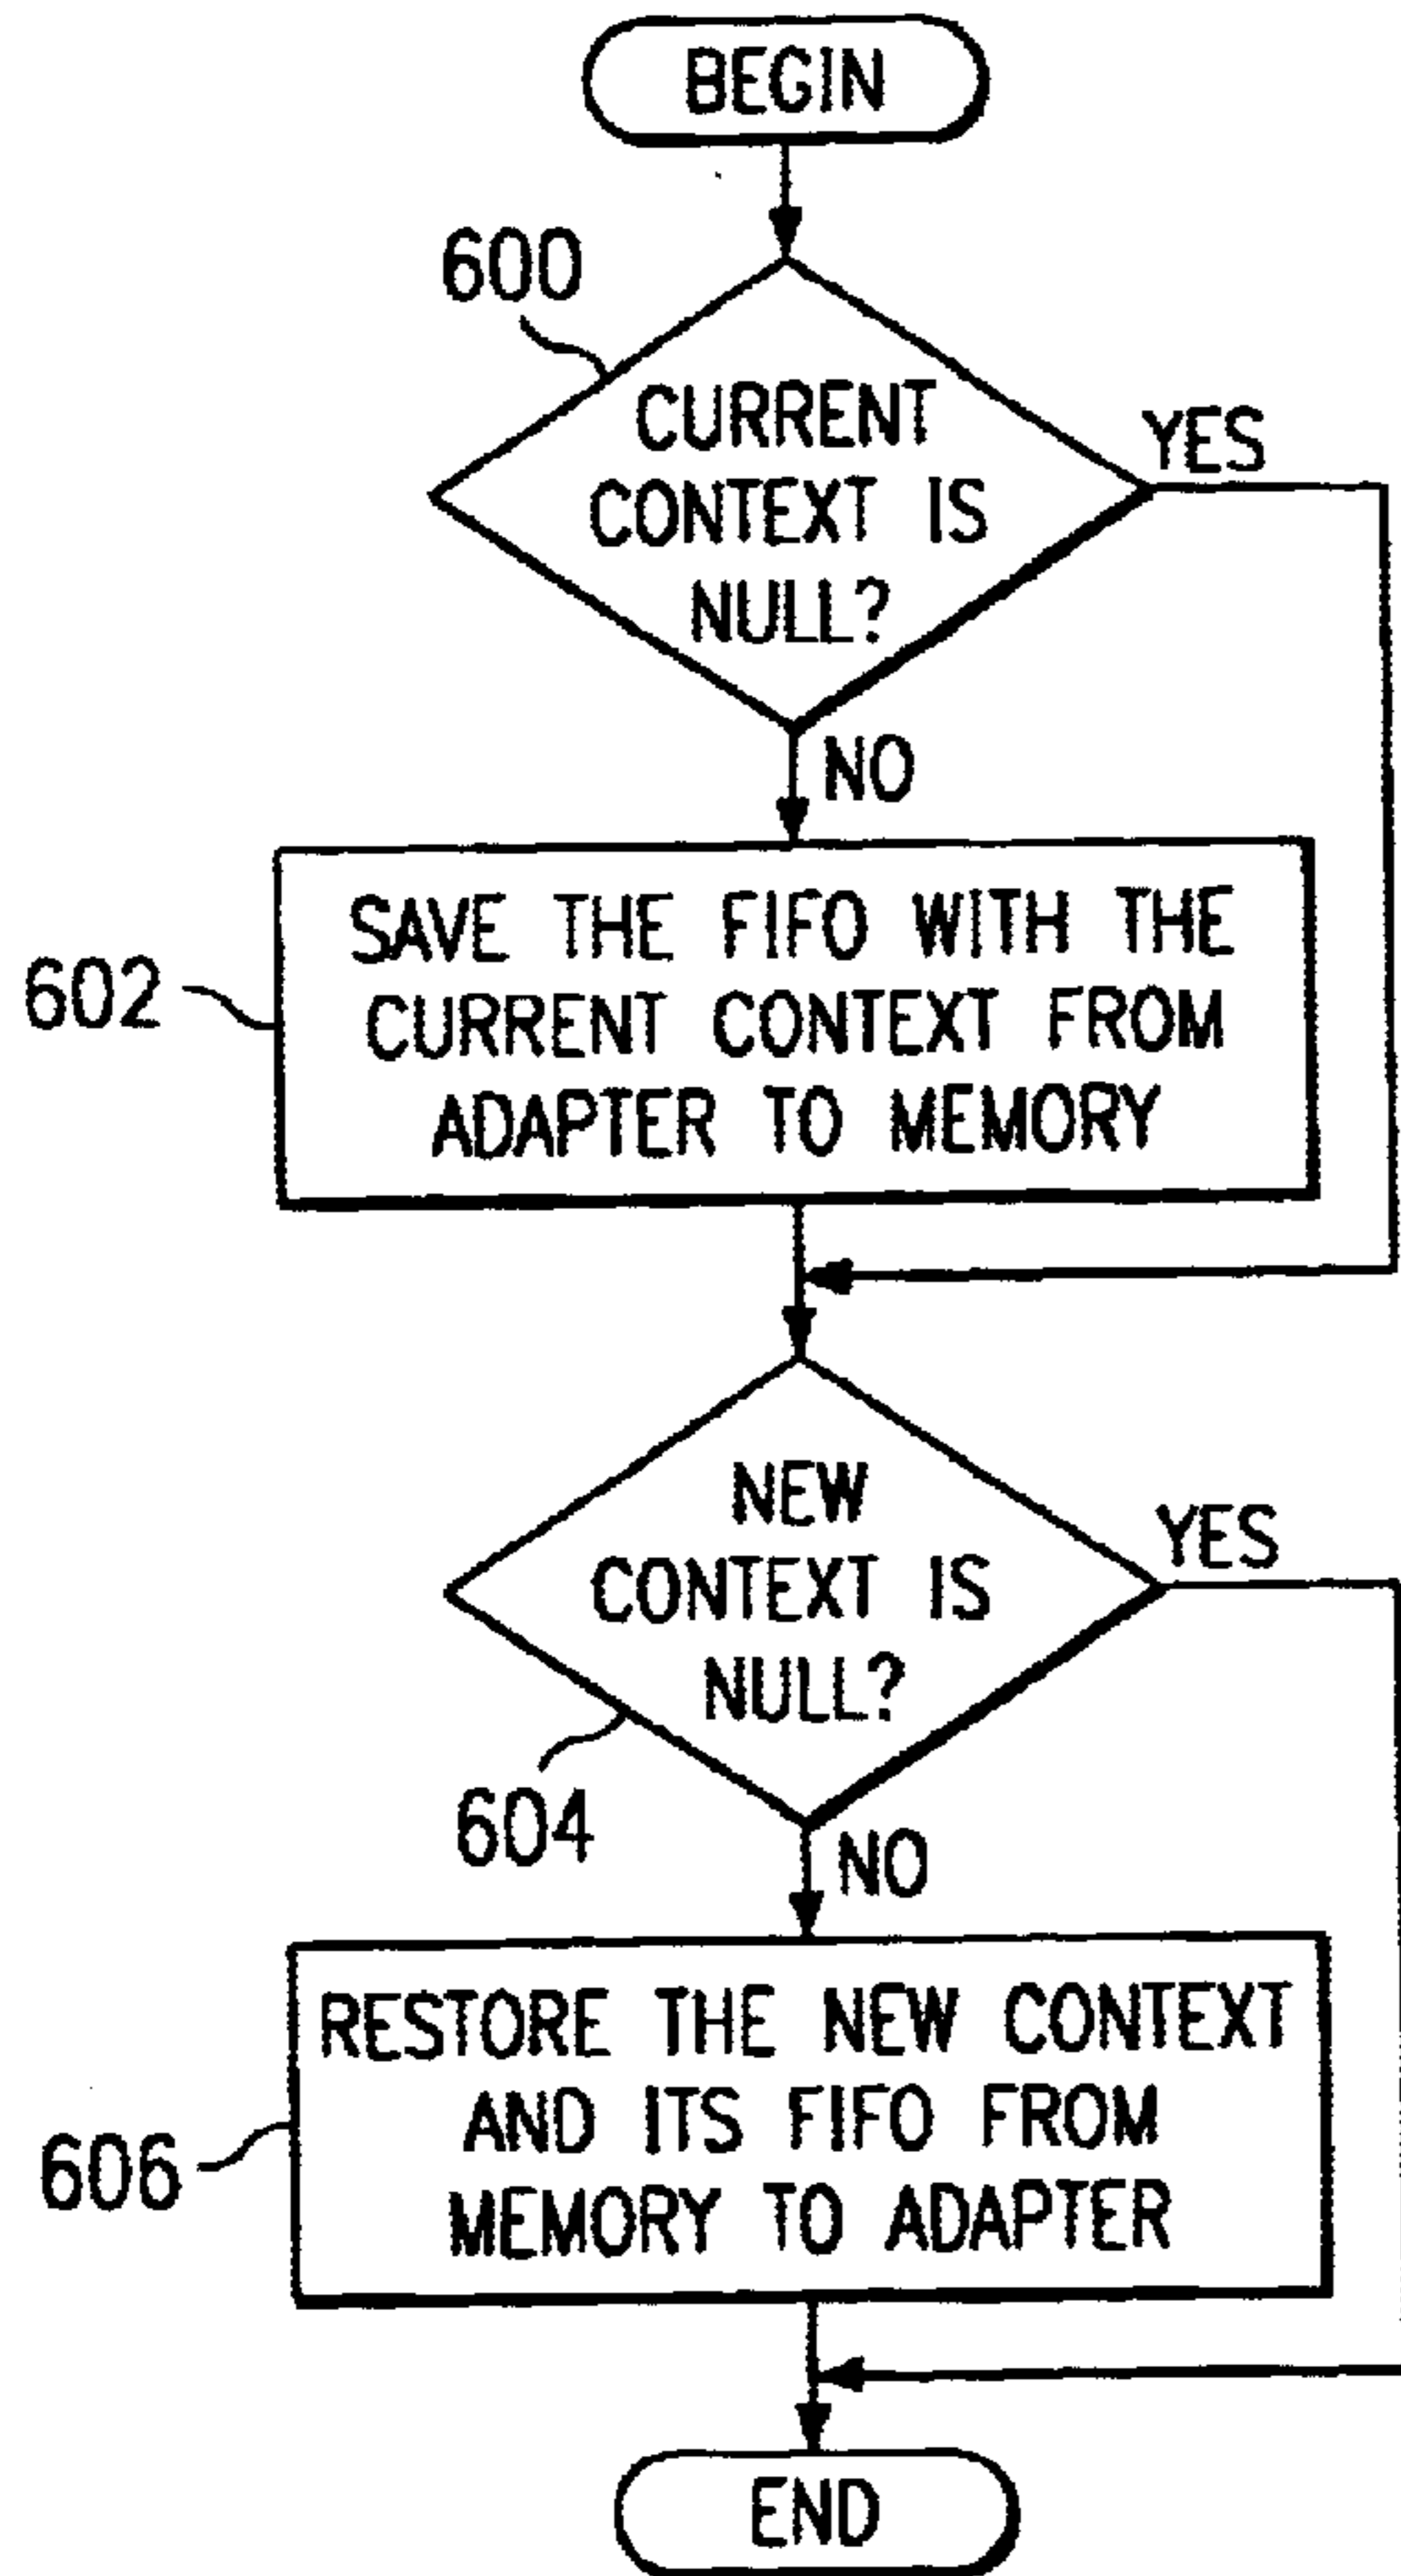 BEGIN
600
CURRENT
CONTEXT IS
NULL?
YES
NO
602
SAVE THE FIFO WITH THE
CURRENT CONTEXT FROM
ADAPTER TO MEMORY
NEW
CONTEXT IS
NULL?
YES
604
NO
606
RESTORE THE NEW CONTEXT
AND ITS FIFO FROM
MEMORY TO ADAPTER
END